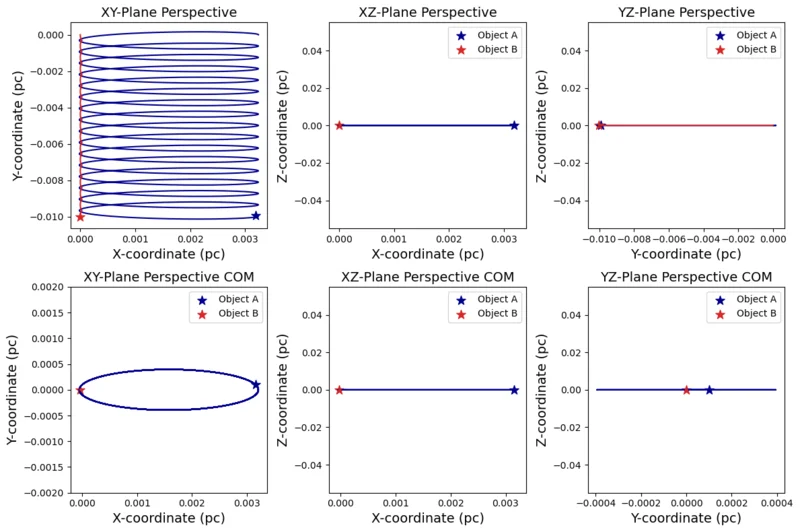 XY-Plane Perspective
0.000
−0.002
−0.004
−0.006
−0.008
−0.010
Y-coordinate (pc)
0.000 0.001 0.002 0.003
X-coordinate (pc)
XZ-Plane Perspective
Object A
Object B
0.04
0.02
0.00
−0.02
−0.04
Z-coordinate (pc)
0.000 0.001 0.002 0.003
X-coordinate (pc)
YZ-Plane Perspective
Object A
Object B
0.04
0.02
0.00
−0.02
−0.04
Z-coordinate (pc)
−0.010 −0.008 −0.006 −0.004 −0.002 0.000
Y-coordinate (pc)
XY-Plane Perspective COM
Object A
Object B
0.0020
0.0015
0.0010
0.0005
0.0000
−0.0005
−0.0010
−0.0015
−0.0020
Y-coordinate (pc)
0.000 0.001 0.002 0.003
X-coordinate (pc)
XZ-Plane Perspective COM
Object A
Object B
0.04
0.02
0.00
−0.02
−0.04
Z-coordinate (pc)
0.000 0.001 0.002 0.003
X-coordinate (pc)
YZ-Plane Perspective COM
Object A
Object B
0.04
0.02
0.00
−0.02
−0.04
Z-coordinate (pc)
−0.0004 −0.0002 0.0000 0.0002 0.0004
Y-coordinate (pc)